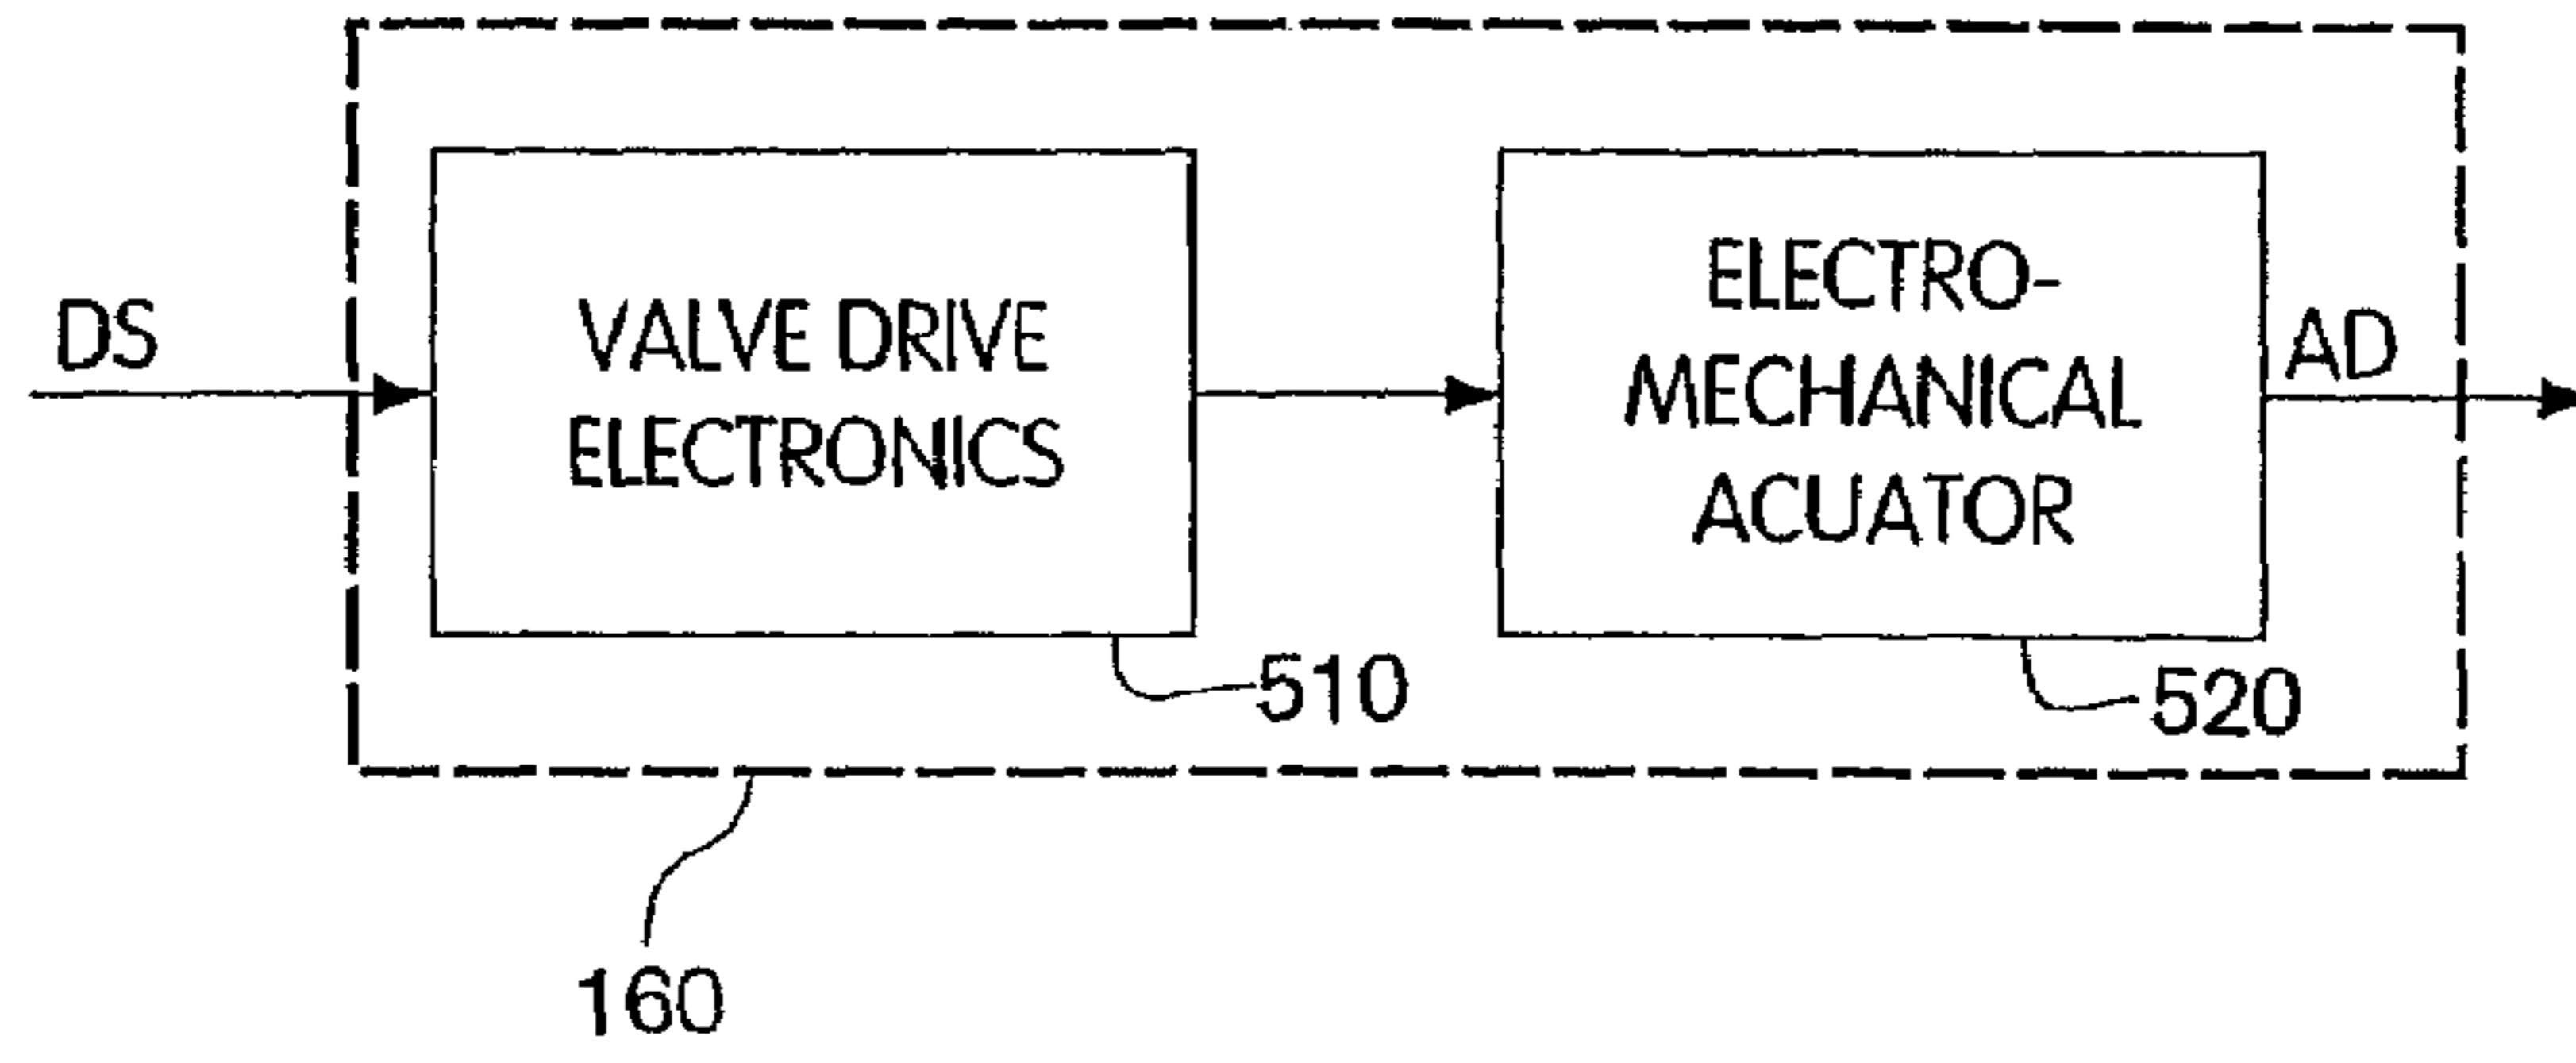 DS
VALVE DRIVE
ELECTRONICS
ELECTRO-
MECHANICAL
ACUATOR
AD
510
520
160